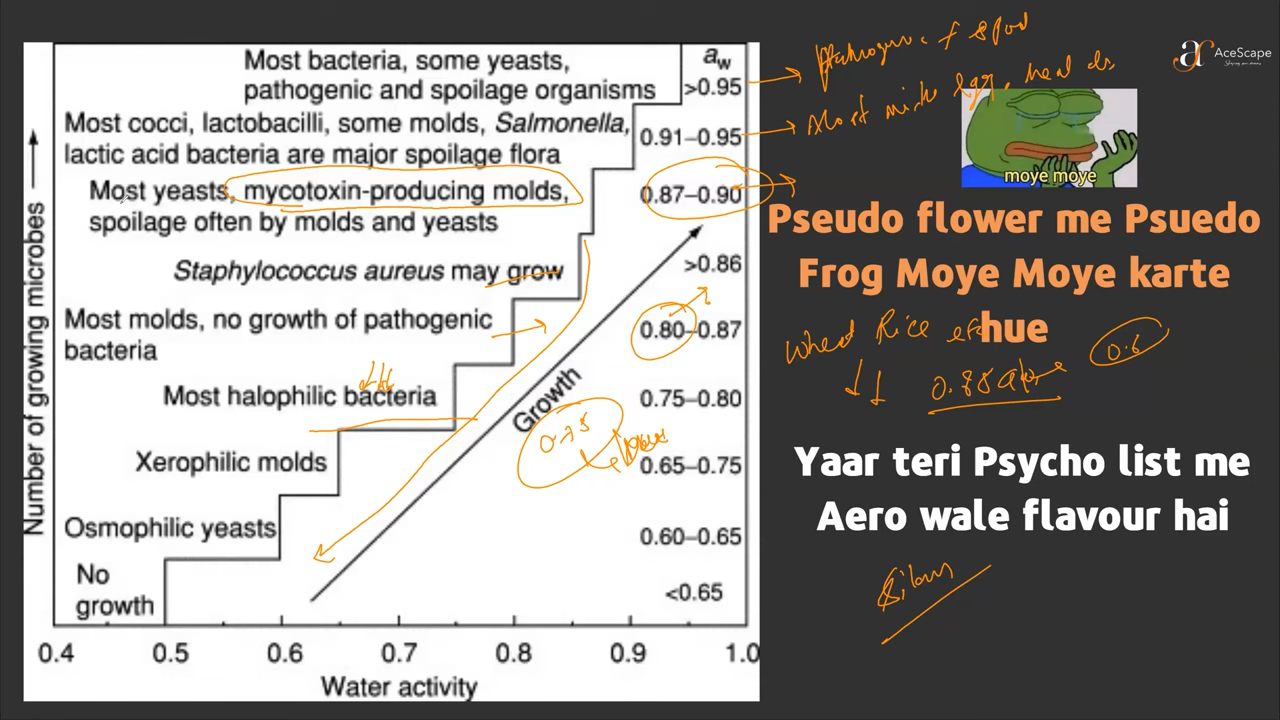 AceScape
Most bacteria, some yeasts,
pathogenic and spoilage organisms
aw
>0.95
Most cocci, lactobacilli, some molds, Salmonella,
lactic acid bacteria are major spoilage flora
0.91–0.95
Most yeasts, mycotoxin-producing molds,
spoilage often by molds and yeasts
0.87–0.90
Staphylococcus aureus may grow
>0.86
Most molds, no growth of pathogenic
bacteria
0.80–0.87
Most halophilic bacteria
0.75–0.80
Xerophilic molds
0.65–0.75
Osmophilic yeasts
0.60–0.65
No
growth
<0.65
Growth
0.75
Number of growing microbes
0.4 0.5 0.6 0.7 0.8 0.9 1.0
Water activity
moye moye
Pseudo flower me Psuedo
Frog Moye Moye karte
hue
Wheat Rice
0.6
Yaar teri Psycho list me
Aero wale flavour hai